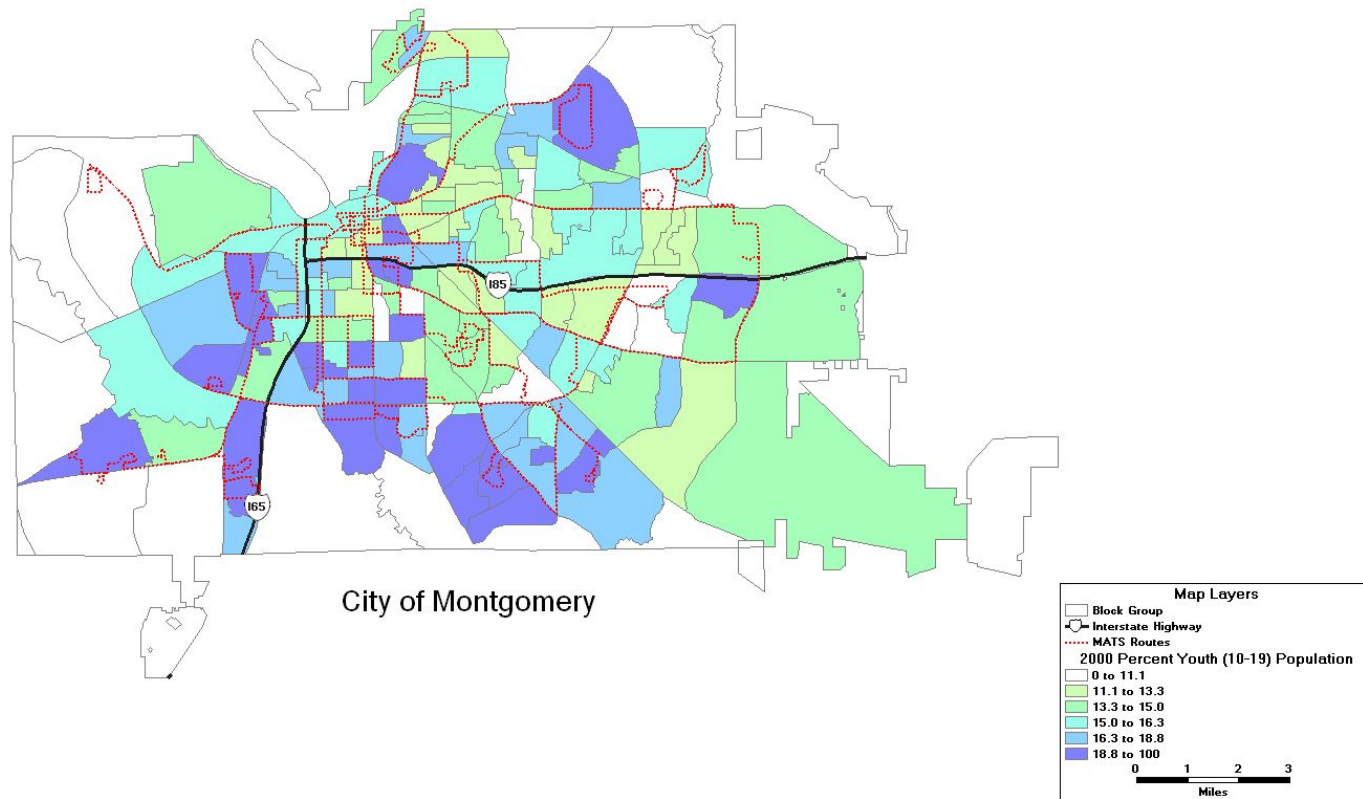 I85
I65
City of Montgomery
Map Layers
Block Group
Interstate Highway
MATS Routes
2000 Percent Youth (10-19) Population
0 to 11.1
11.1 to 13.3
13.3 to 15.0
15.0 to 16.3
16.3 to 18.8
18.8 to 100
0 1 2 3
Miles